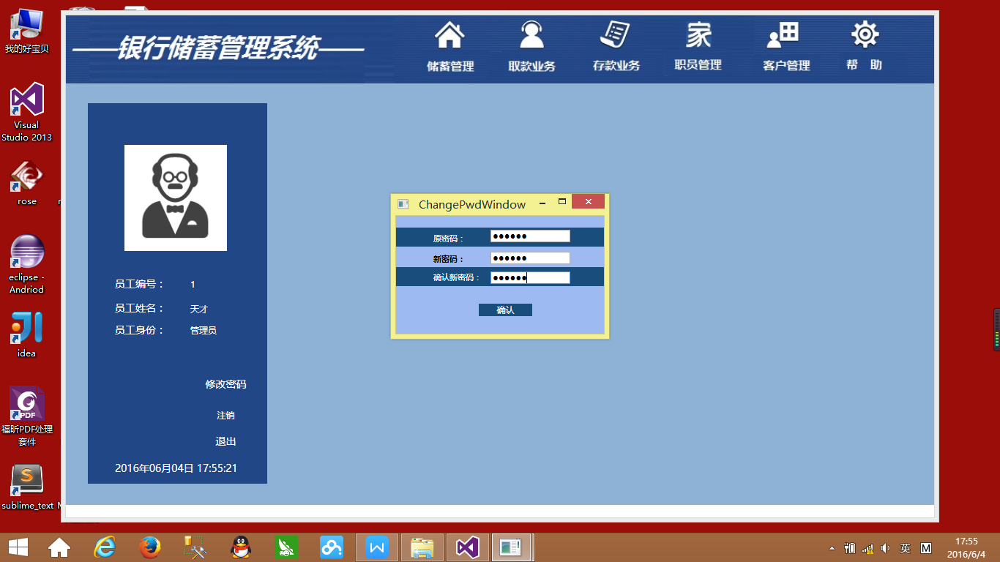 我的好宝贝
Visual
Studio 2013
rose
eclipse -
Andriod
idea
PDF
福昕PDF处理
套件
S
sublime_text
——银行储蓄管理系统——
储蓄管理
取款业务
存款业务
家
职员管理
客户管理
帮 助
员工编号： 1
员工姓名： 天才
员工身份： 管理员
修改密码
注销
退出
2016年06月04日 17:55:21
ChangePwdWindow
原密码： ●●●●●●
新密码： ●●●●●●
确认新密码： ●●●●●●
确认
英
M
17:55
2016/6/4